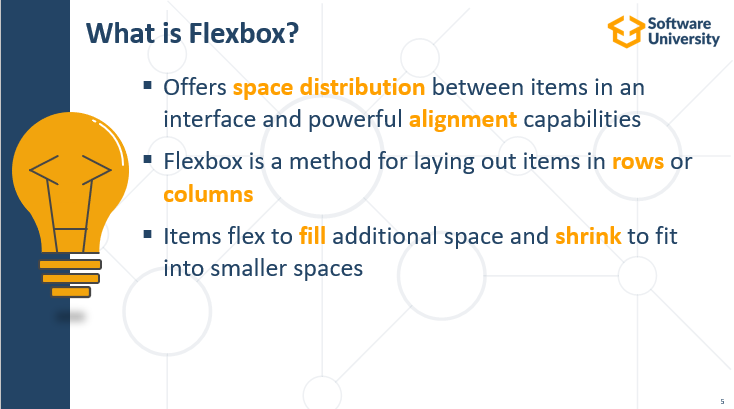 What is Flexbox?
Software
University
▪ Offers space distribution between items in an
interface and powerful alignment capabilities
▪ Flexbox is a method for laying out items in rows or
columns
▪ Items flex to fill additional space and shrink to fit
into smaller spaces
5